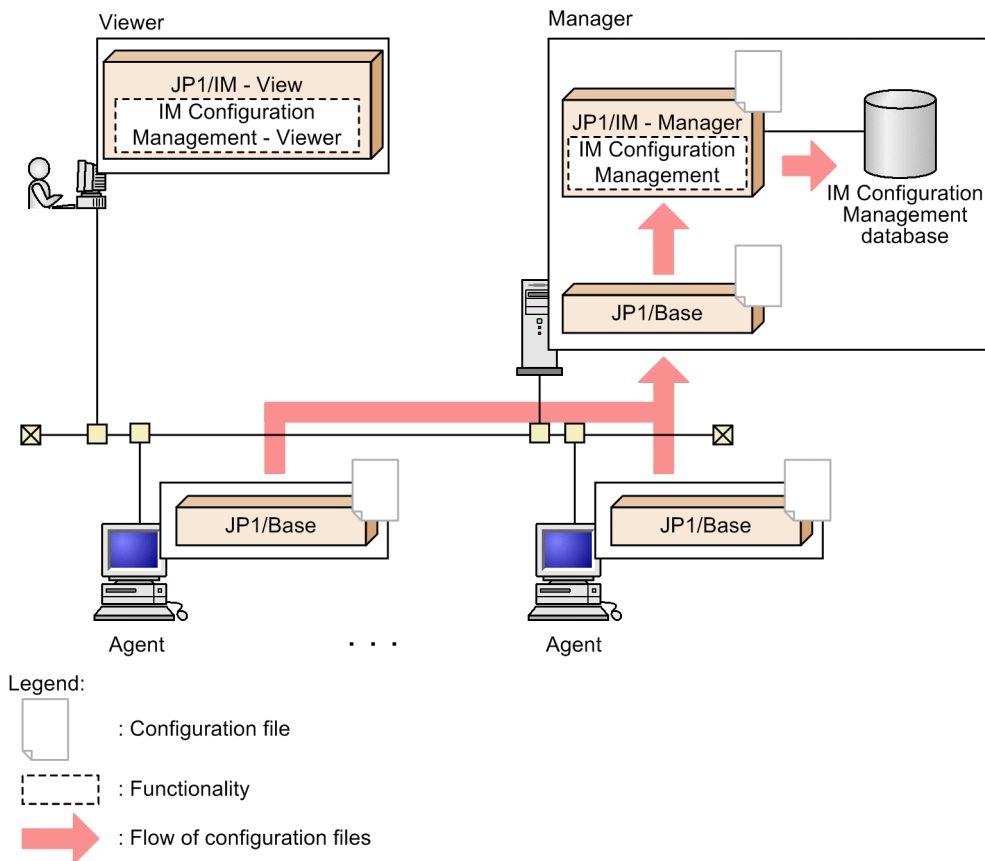 Viewer
JP1/IM - View
IM Configuration
Management - Viewer
Manager
JP1/IM - Manager
IM Configuration
Management
IM Configuration
Management
database
JP1/Base
JP1/Base
Agent
. . .
JP1/Base
Agent
Legend:
: Configuration file
: Functionality
: Flow of configuration files